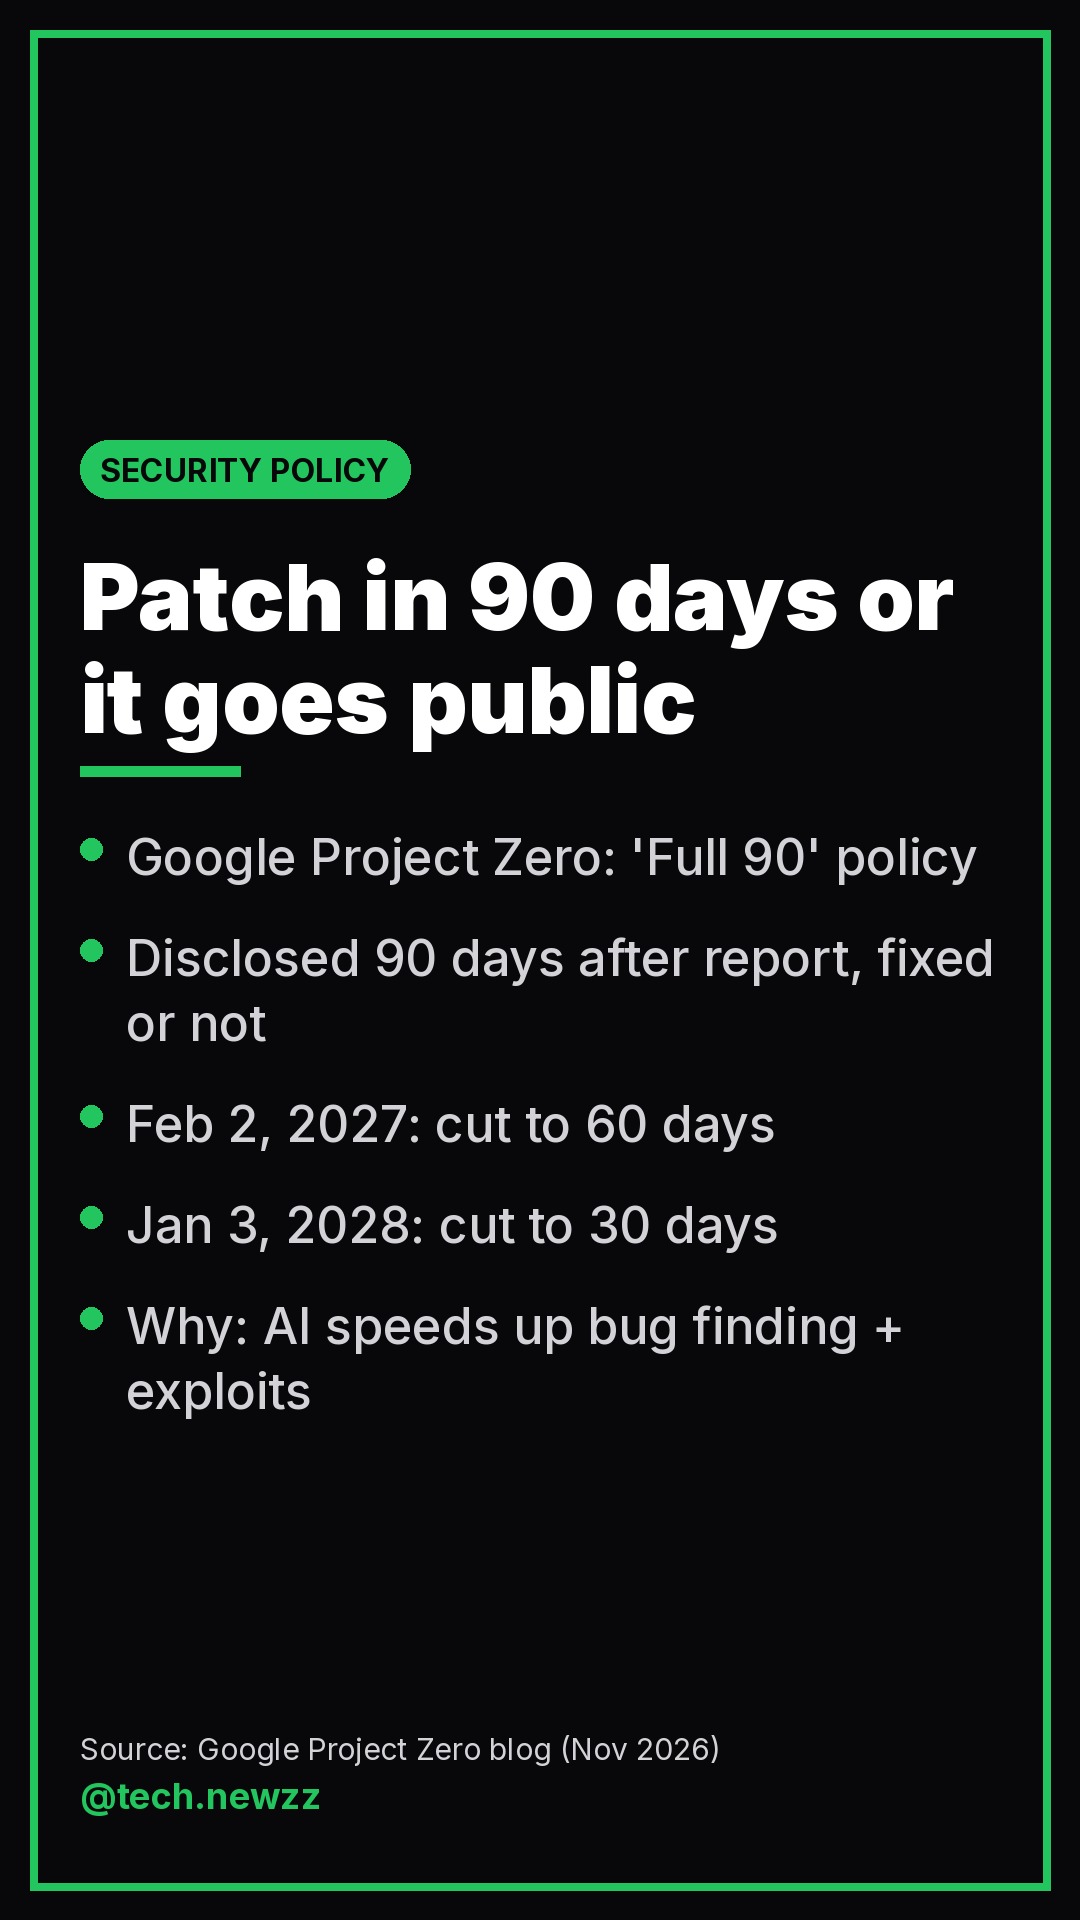 SECURITY POLICY
Patch in 90 days or
it goes public
Google Project Zero: 'Full 90' policy
Disclosed 90 days after report, fixed
or not
Feb 2, 2027: cut to 60 days
Jan 3, 2028: cut to 30 days
Why: AI speeds up bug finding +
exploits
Source: Google Project Zero blog (Nov 2026)
@tech.newzz